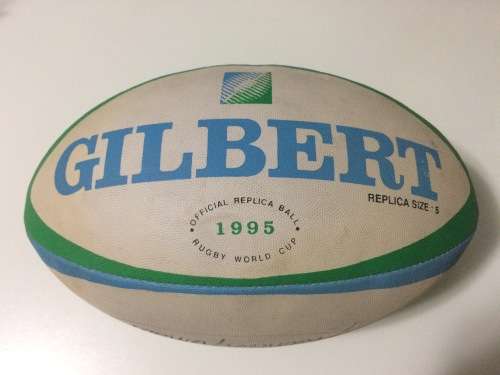 GILBERT
REPLICA SIZE : 5
• OFFICIAL REPLICA BALL •
1995
RUGBY WORLD CUP